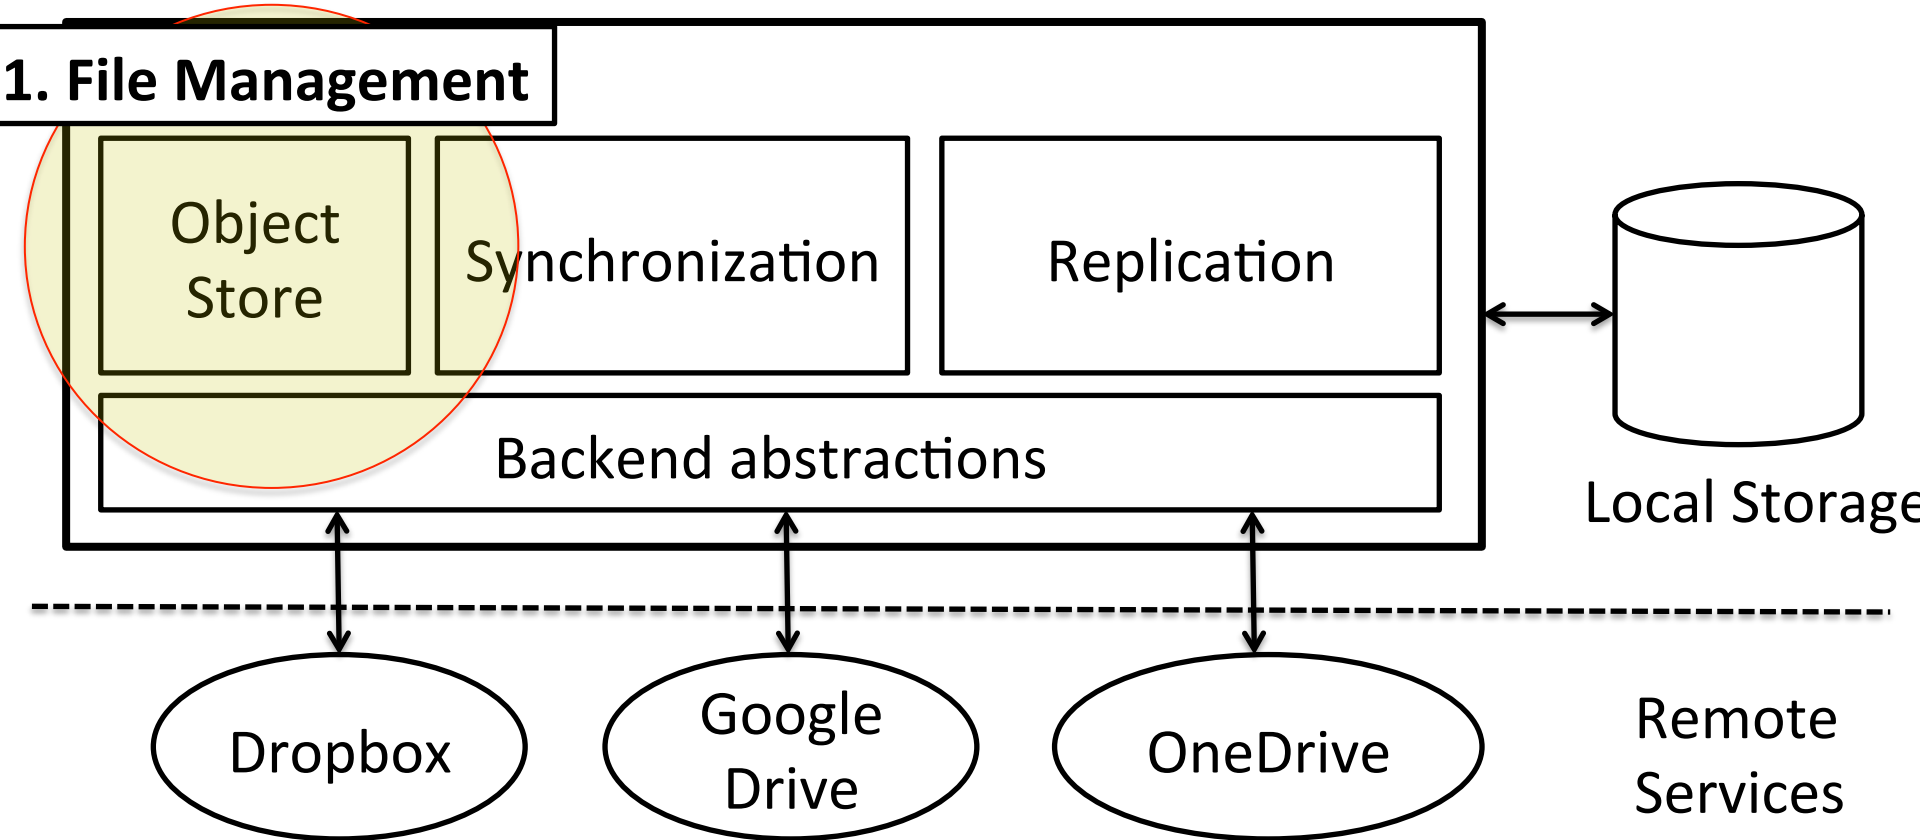 1. File Management
Object
Store
Synchronization
Replication
Backend abstractions
Local Storage
Dropbox
Google
Drive
OneDrive
Remote
Services